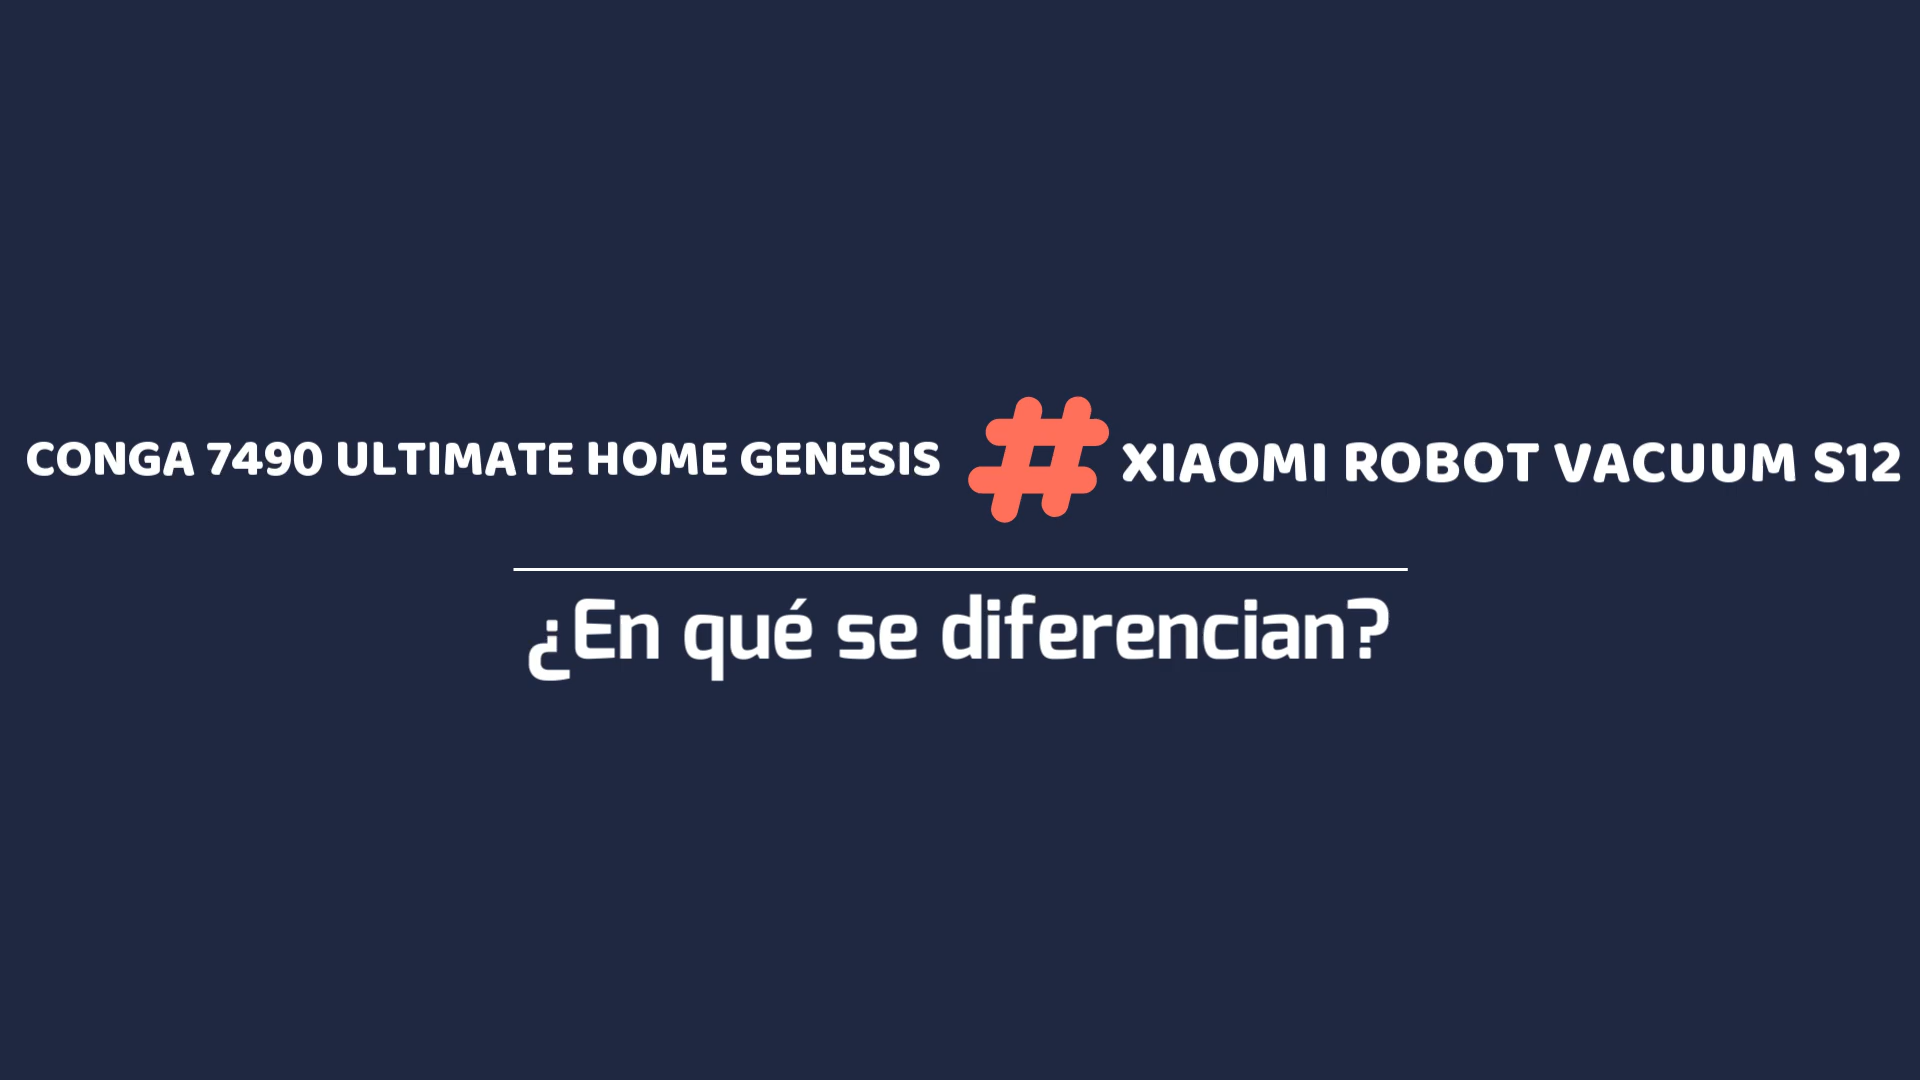 CONGA 7490 ULTIMATE HOME GENESIS # XIAOMI ROBOT VACUUM S12
¿En qué se diferencian?